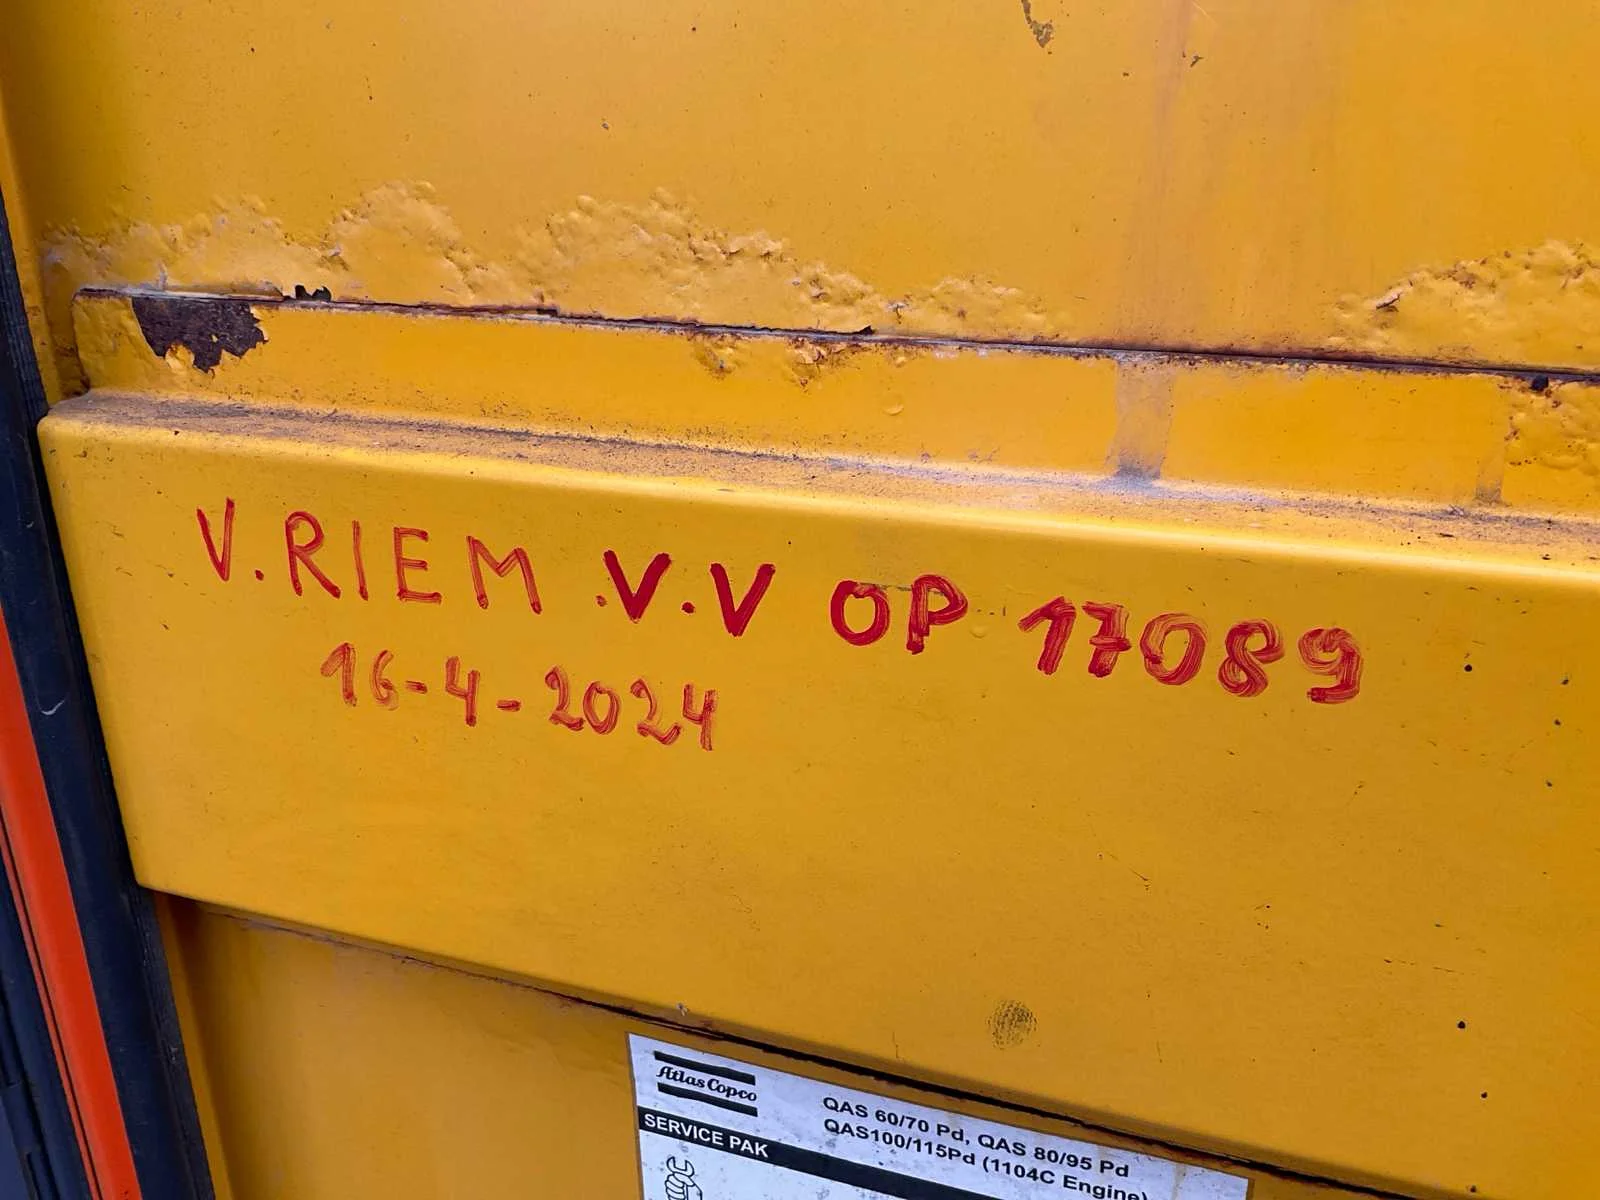 V. RIEM V.V OP 17089
16-4-2024
Atlas Copco
QAS 60/70 Pd, QAS 80/95 Pd
QAS100/115Pd (1104C Engine)
SERVICE PAK